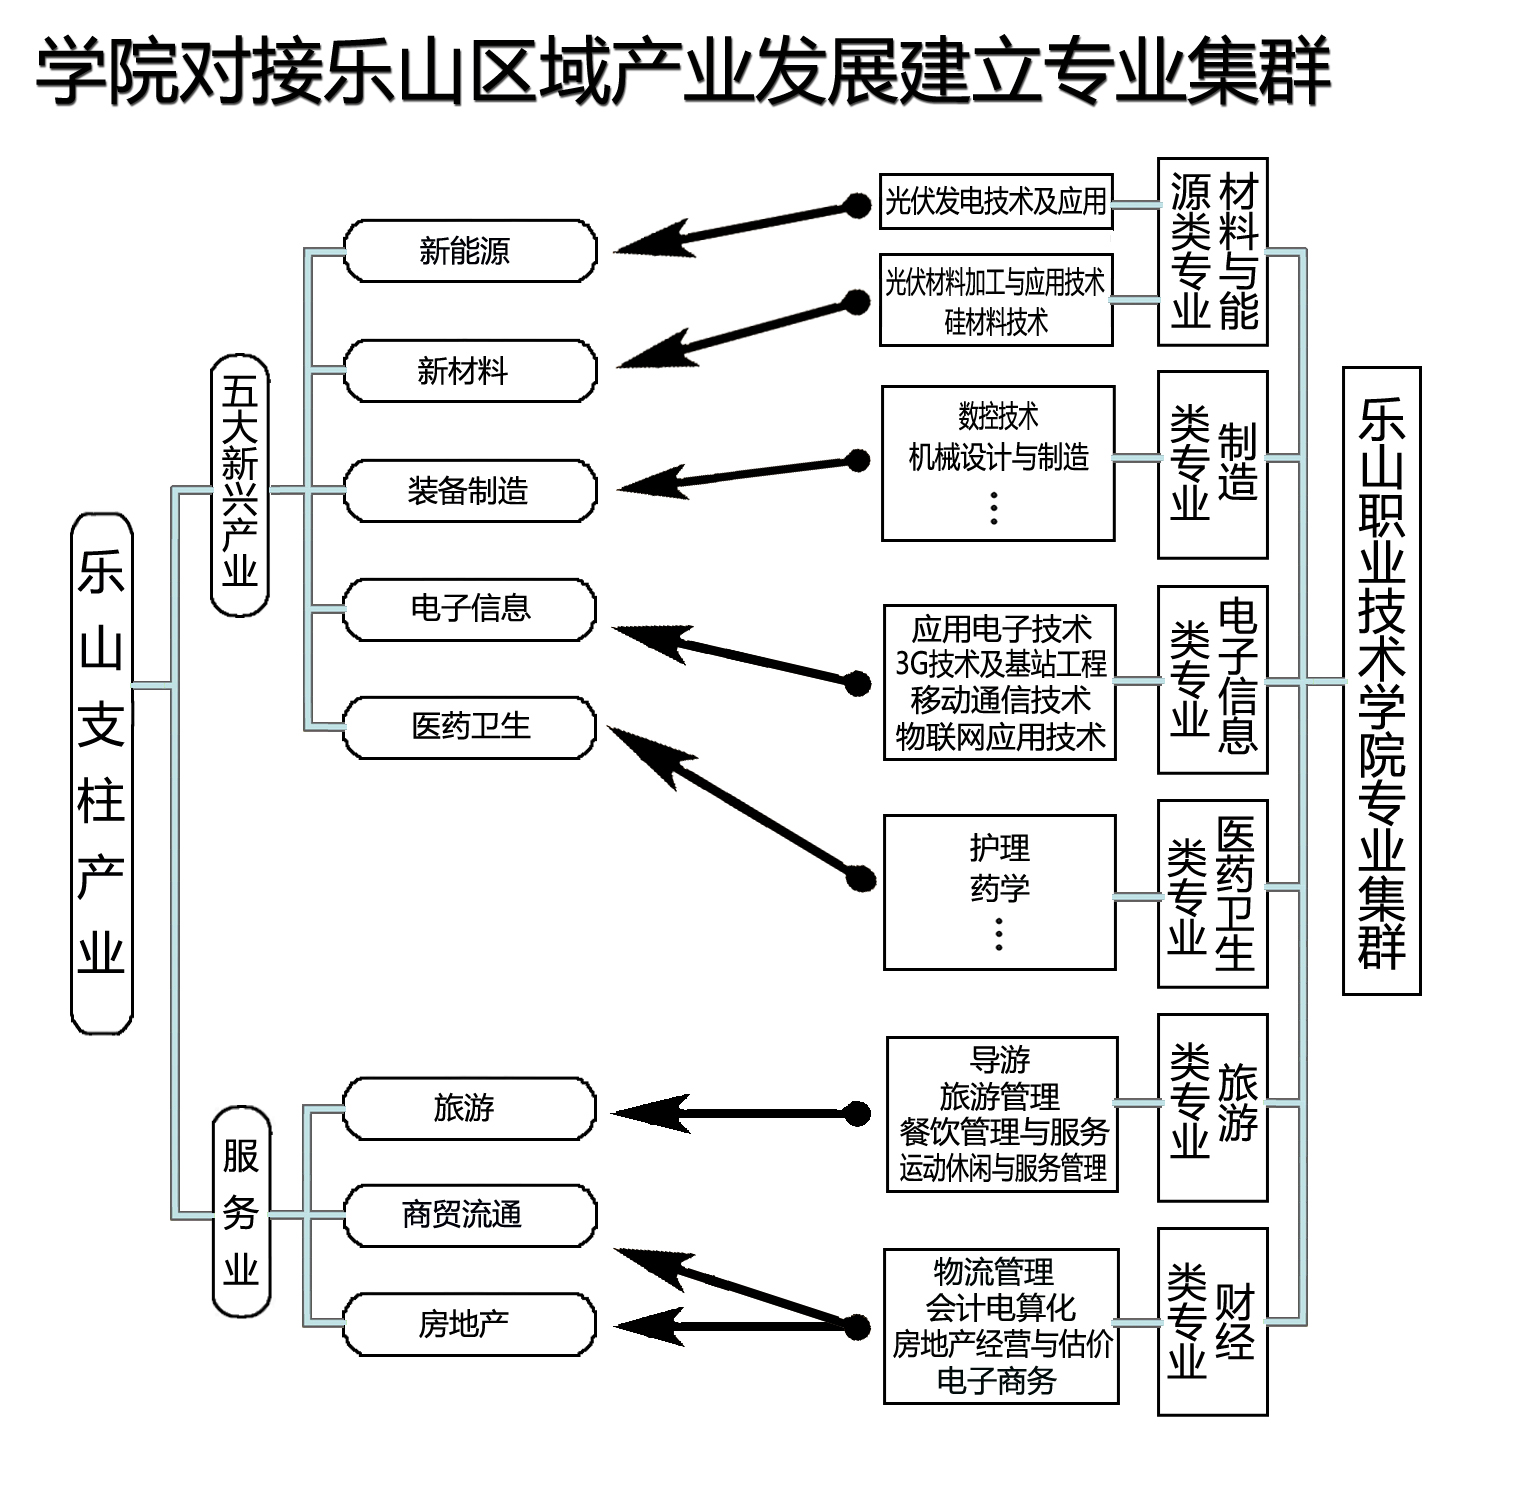 学院对接乐山区域产业发展建立专业集群
乐山支柱产业
五大新兴产业
新能源
新材料
装备制造
电子信息
医药卫生
服务业
旅游
商贸流通
房地产
光伏发电技术及应用
光伏材料加工与应用技术
硅材料技术
数控技术
机械设计与制造
⋮
应用电子技术
3G技术及基站工程
移动通信技术
物联网应用技术
护理
药学
⋮
导游
旅游管理
餐饮管理与服务
运动休闲与服务管理
物流管理
会计电算化
房地产经营与估价
电子商务
材料与能
源类专业
制造
类专业
电子信息
类专业
医药卫生
类专业
旅游
类专业
财经
类专业
乐山职业技术学院专业集群